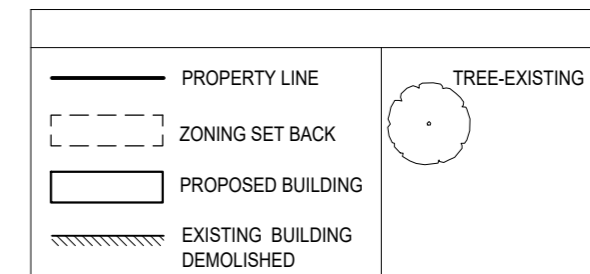 PROPERTY LINE
ZONING SET BACK
PROPOSED BUILDING
EXISTING BUILDING
DEMOLISHED
TREE-EXISTING